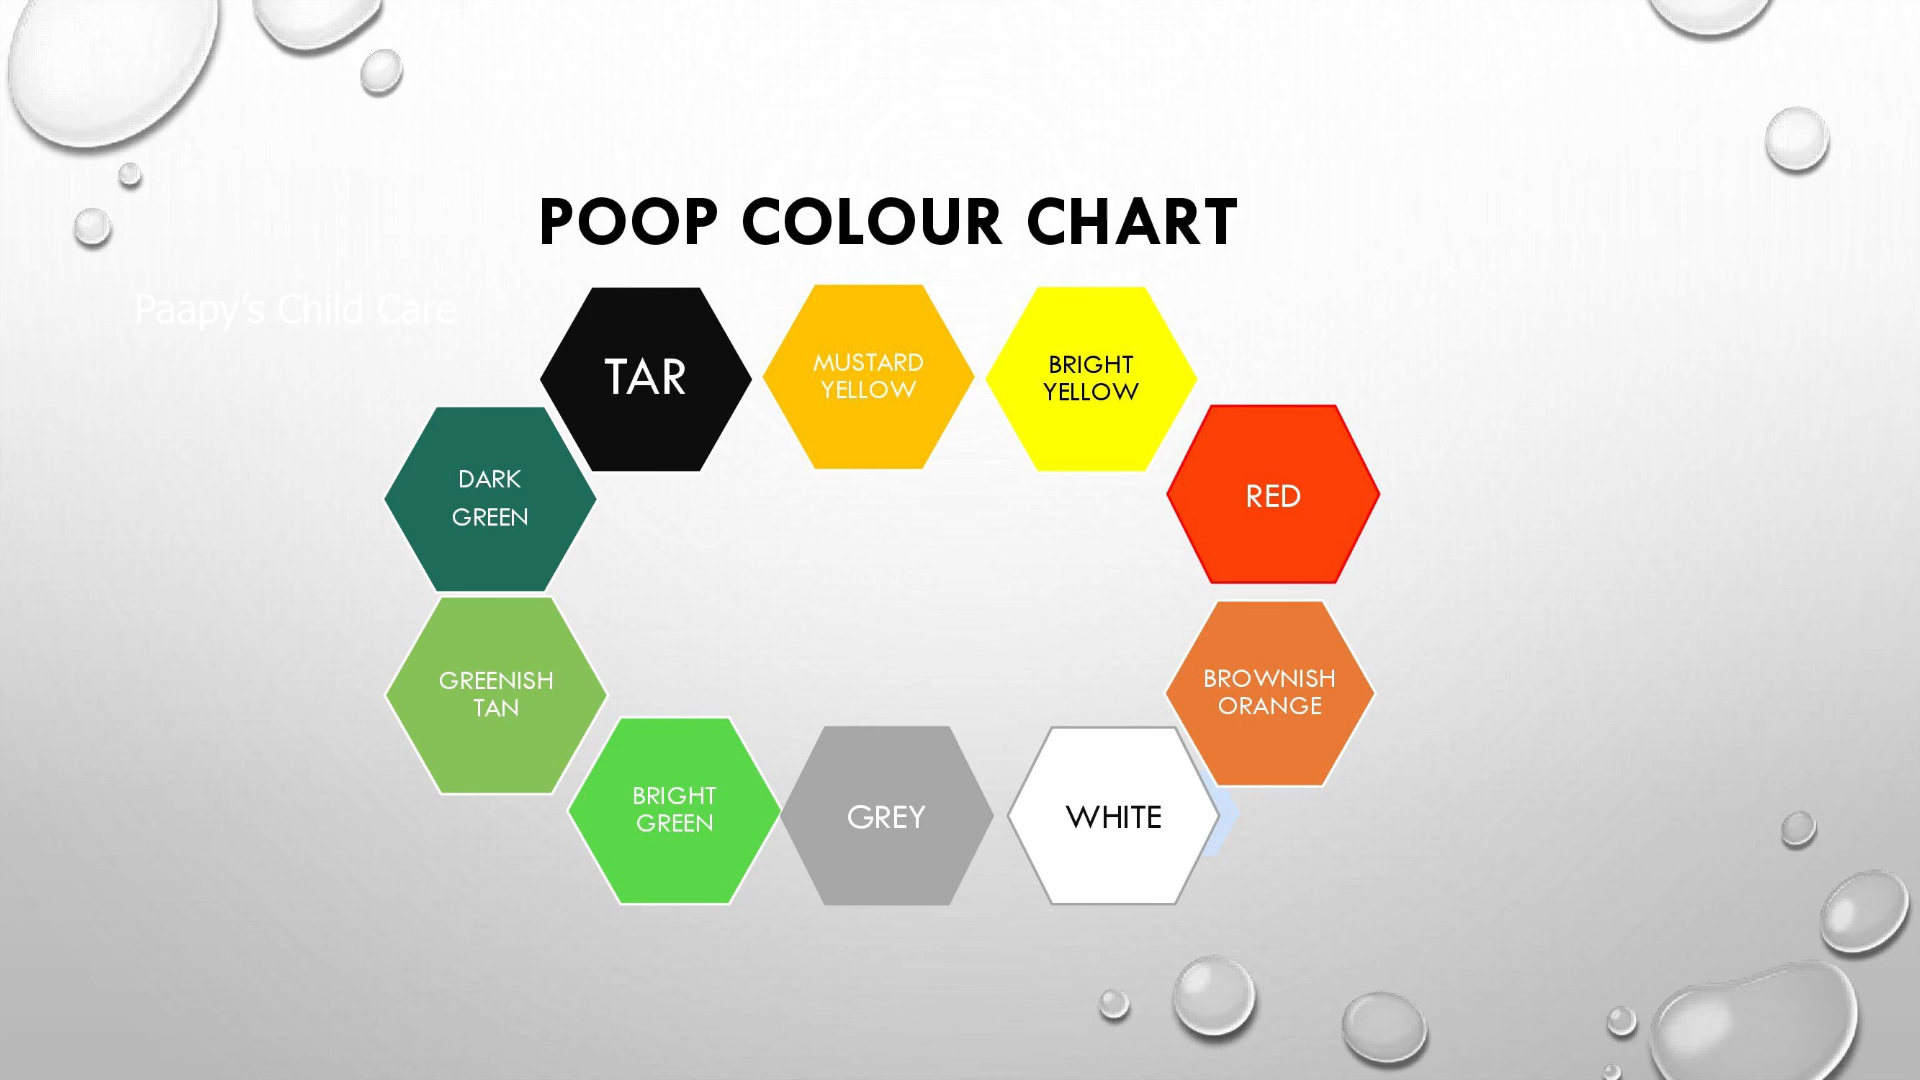 POOP COLOUR CHART
Paapy's Child Care
TAR
MUSTARD
YELLOW
BRIGHT
YELLOW
RED
BROWNISH
ORANGE
WHITE
GREY
BRIGHT
GREEN
GREENISH
TAN
DARK
GREEN